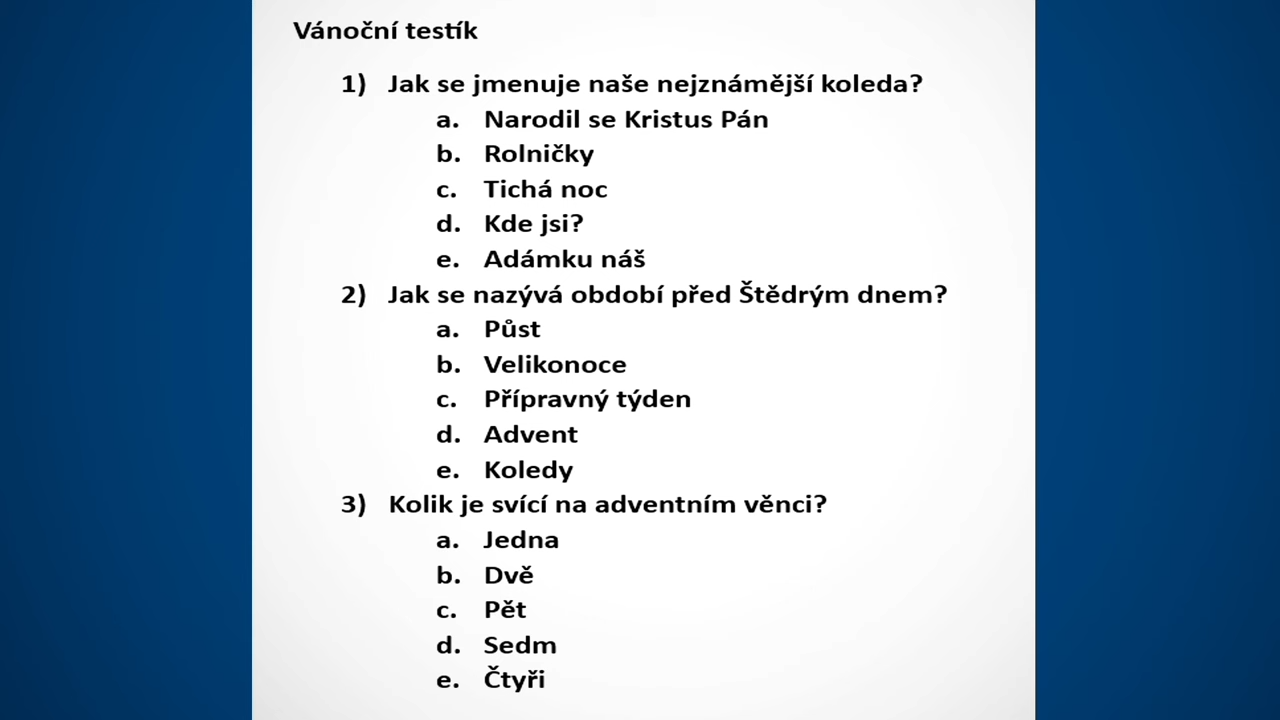 Vánoční testík
1) Jak se jmenuje naše nejznámější koleda?
a. Narodil se Kristus Pán
b. Rolničky
c. Tichá noc
d. Kde jsi?
e. Adámku náš
2) Jak se nazývá období před Štědrým dnem?
a. Půst
b. Velikonoce
c. Přípravný týden
d. Advent
e. Koledy
3) Kolik je svící na adventním věnci?
a. Jedna
b. Dvě
c. Pět
d. Sedm
e. Čtyři